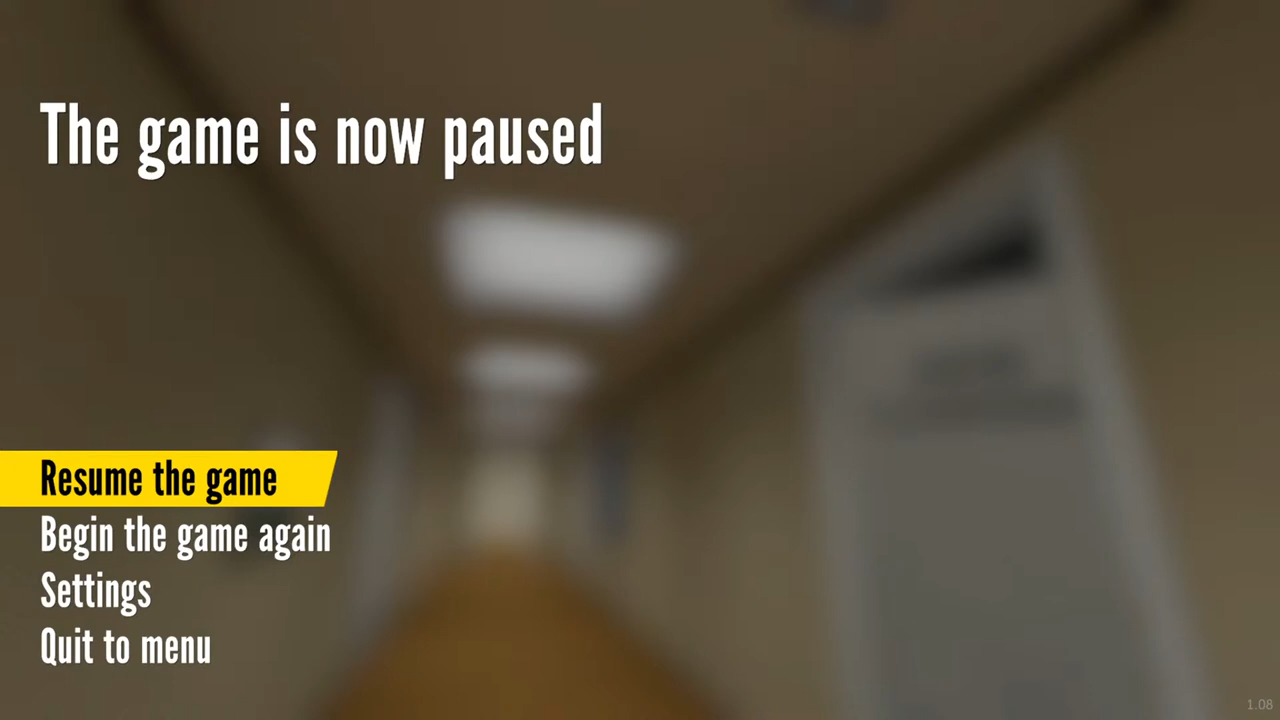 The game is now paused
Resume the game
Begin the game again
Settings
Quit to menu
1.08